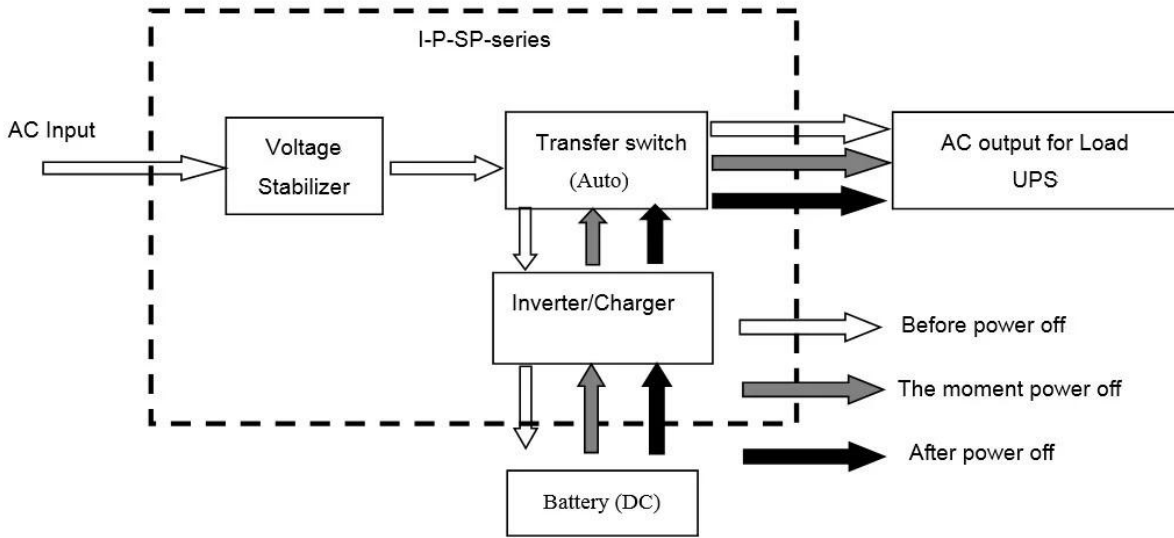 I-P-SP-series
AC Input
Voltage
Stabilizer
Transfer switch
(Auto)
AC output for Load
UPS
Inverter/Charger
Before power off
The moment power off
After power off
Battery (DC)